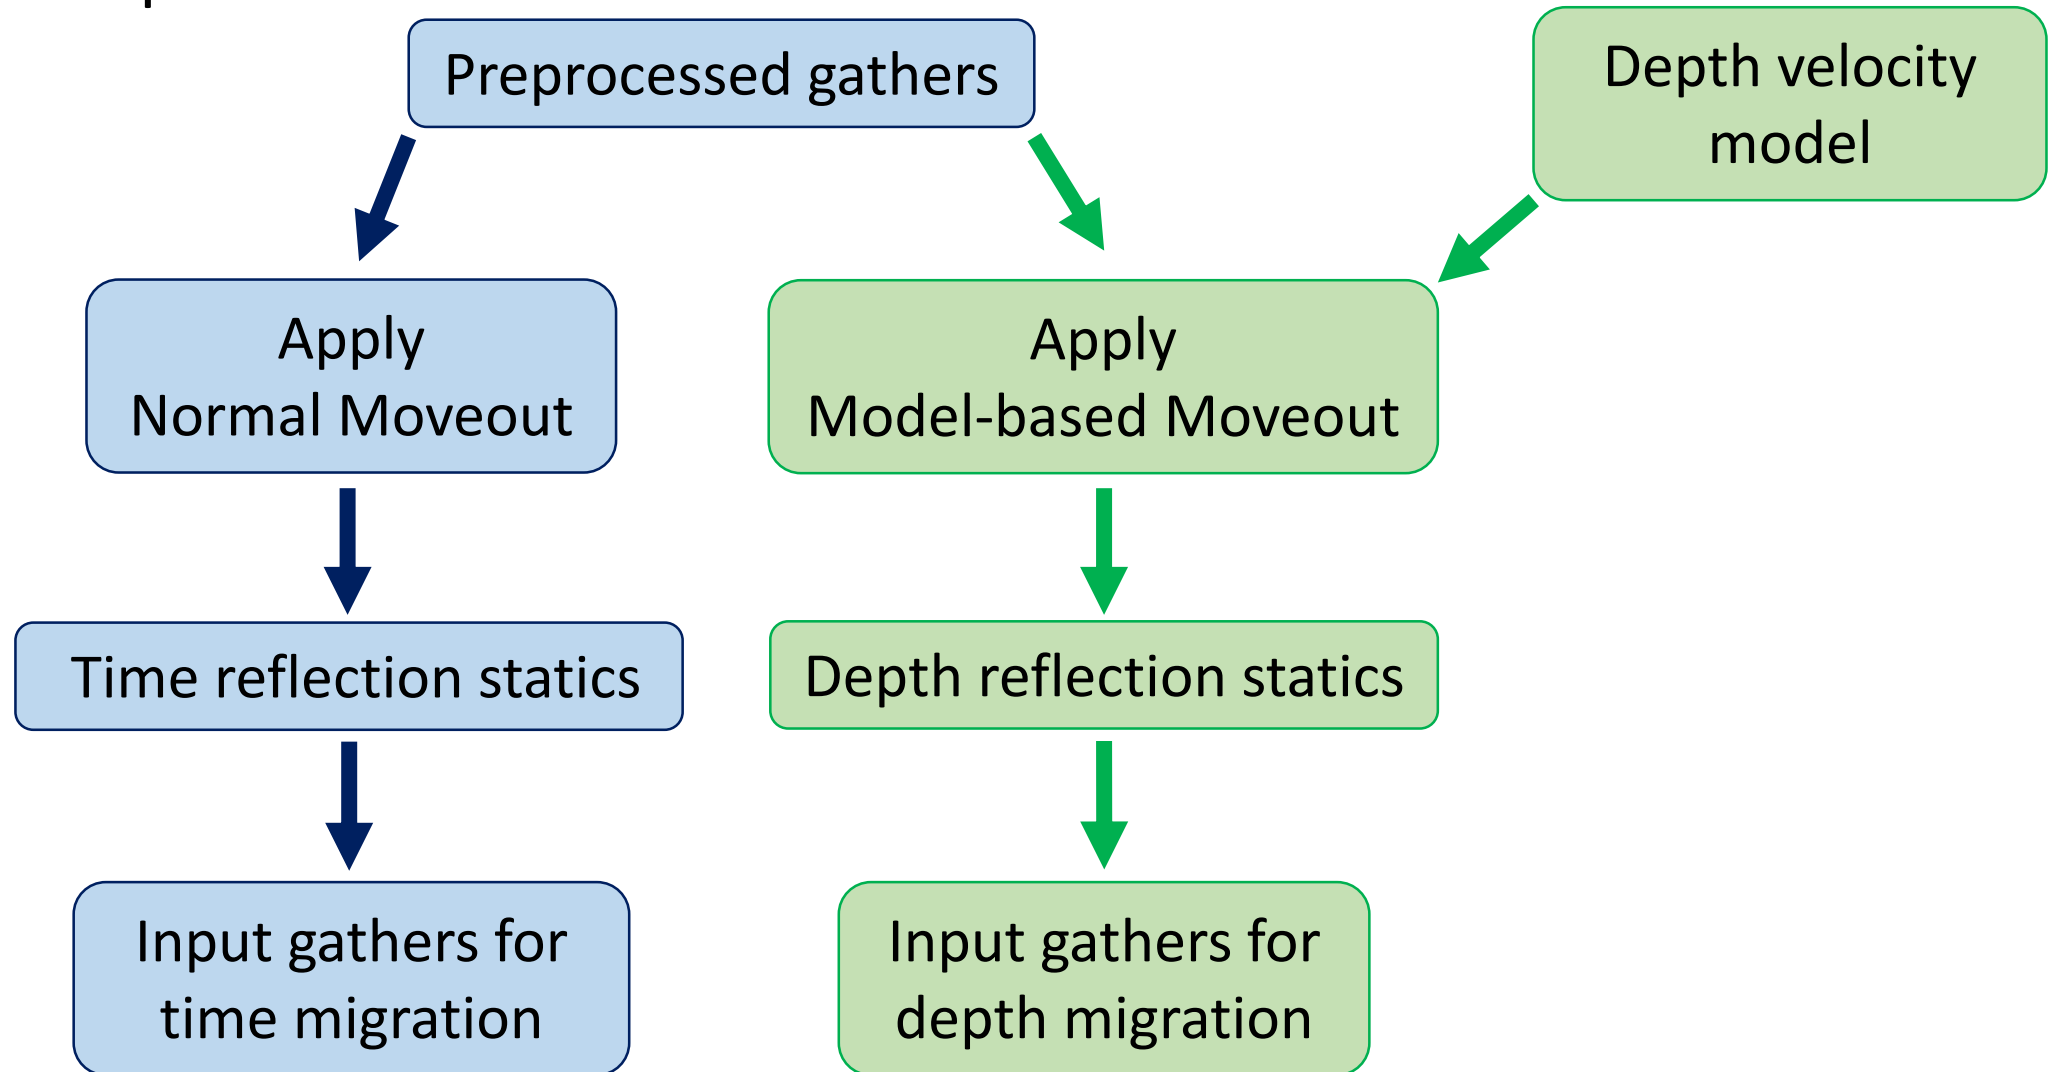 Preprocessed gathers
Depth velocity
model
Apply
Normal Moveout
Apply
Model-based Moveout
Time reflection statics
Depth reflection statics
Input gathers for
time migration
Input gathers for
depth migration